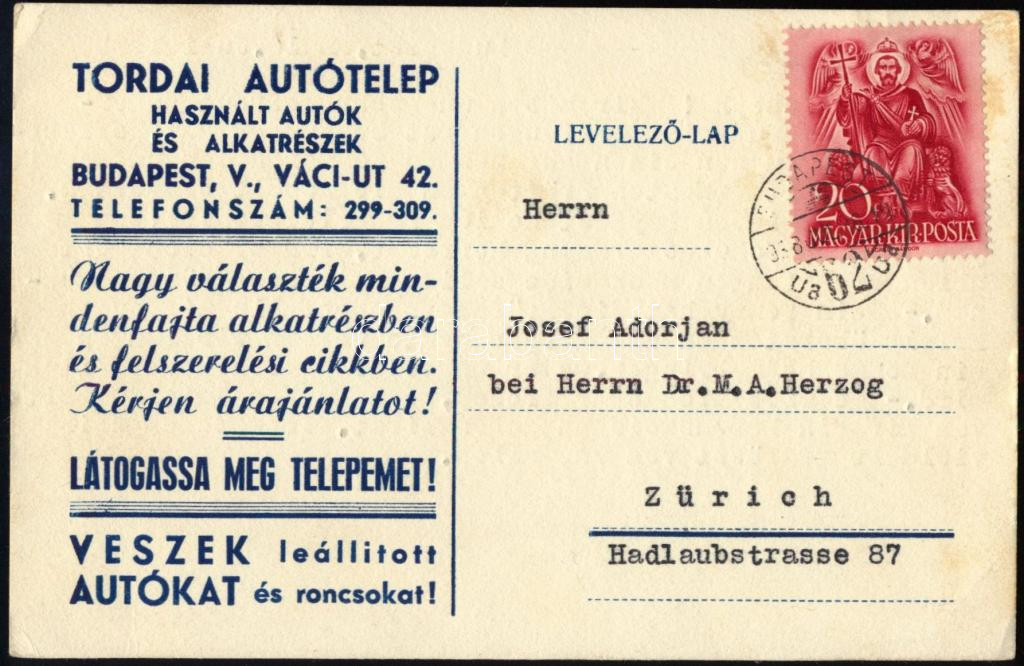 TORDAI AUTÓTELEP
HASZNÁLT AUTÓK
ÉS ALKATRÉSZEK
BUDAPEST, V., VÁCI-UT 42.
TELEFONSZÁM: 299-309.
Nagy választék min-
denfajta alkatrészben
és felszerelési cikkben.
Kérjen árajánlatot!
LÁTOGASSA MEG TELEPEMET!
VESZEK leállitott
AUTÓKAT és roncsokat!
LEVELEZŐ-LAP
20
MAGYAR·KIR·POSTA
BUDAPEST
62
Herrn
Josef Adorjan
bei Herrn Dr.M.A.Herzog
Zürich
Hadlaubstrasse 87
darabanth